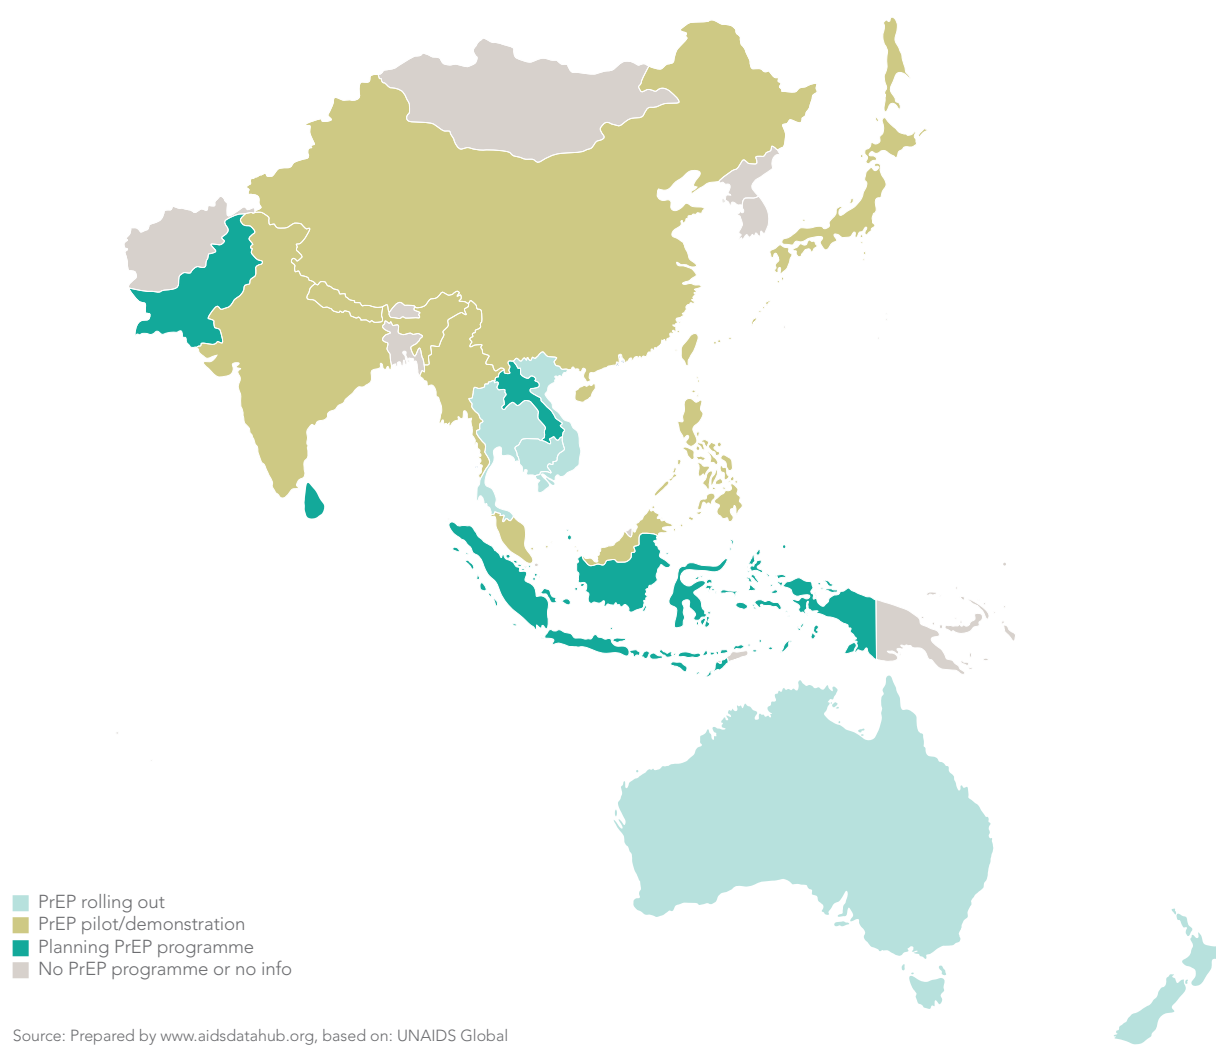 PrEP rolling out
PrEP pilot/demonstration
Planning PrEP programme
No PrEP programme or no info
Source: Prepared by www.aidsdatahub.org, based on: UNAIDS Global